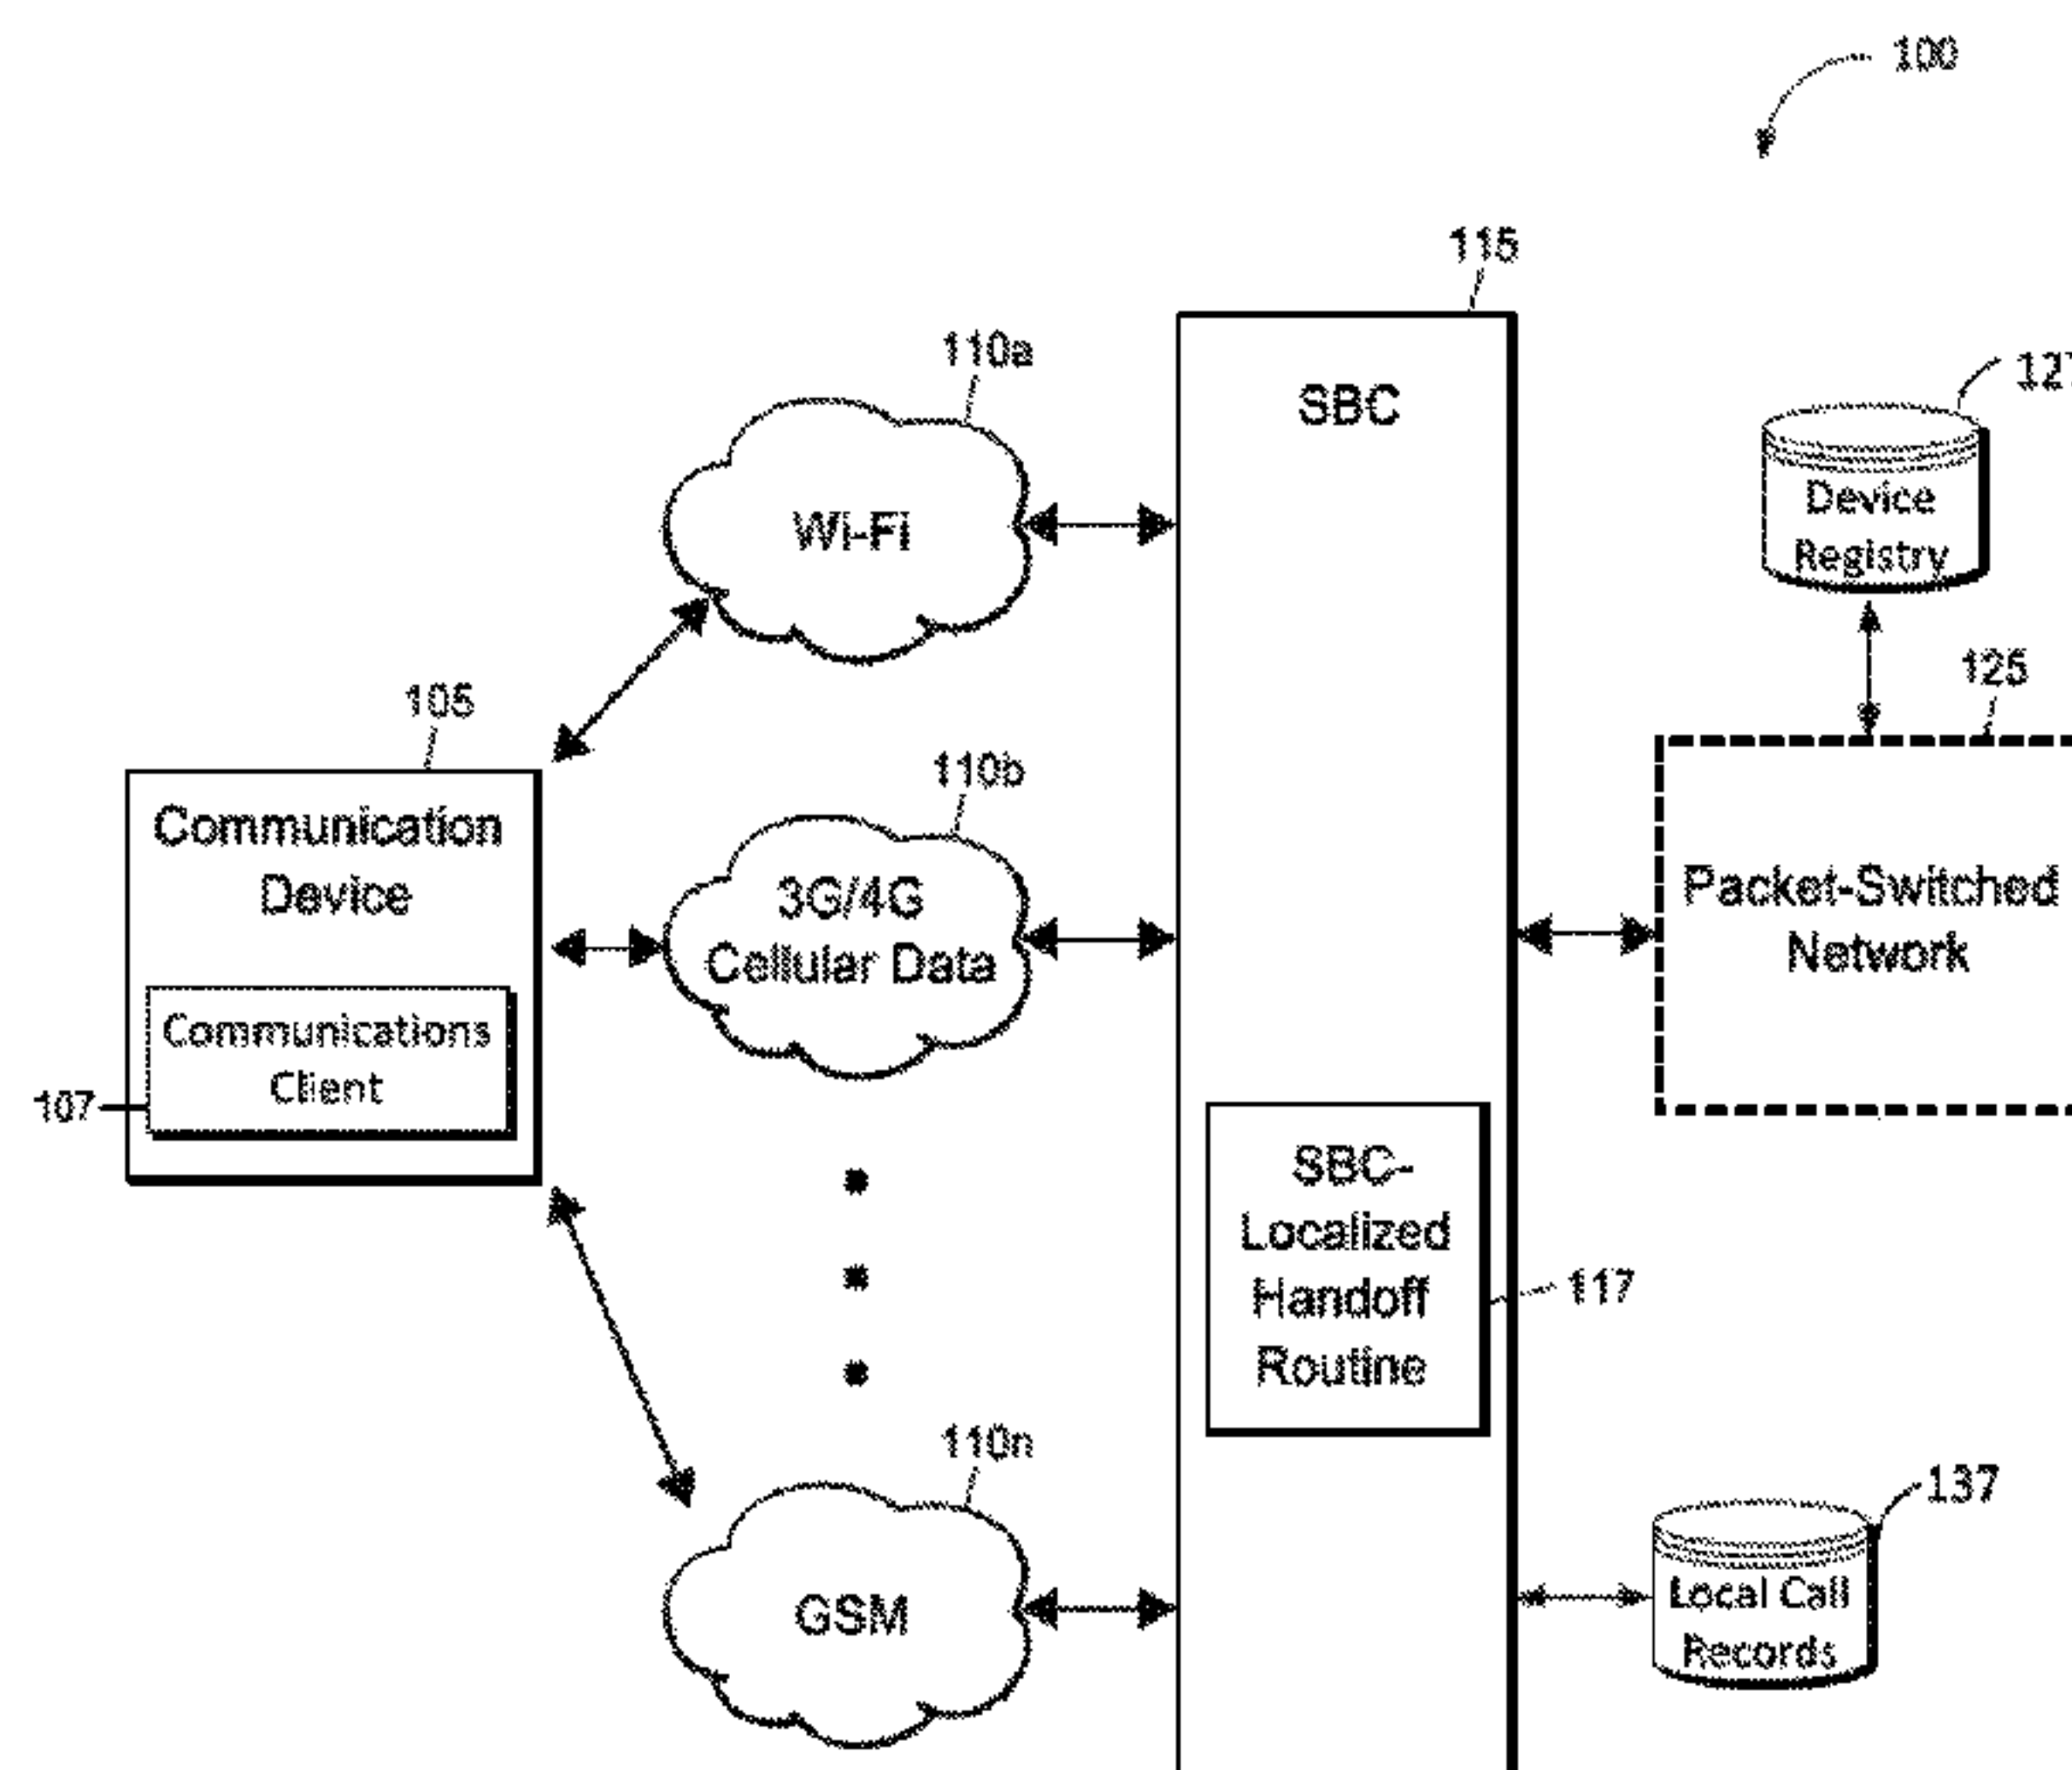 100
115
110a
SBC
127
Wi-Fi
Device
Registry
125
105
110b
Communication
Device
3G/4G
Cellular Data
Packet-Switched
Network
Communications
Client
107
SBC-
Localized
Handoff
Routine
117
110n
137
GSM
Local Call
Records